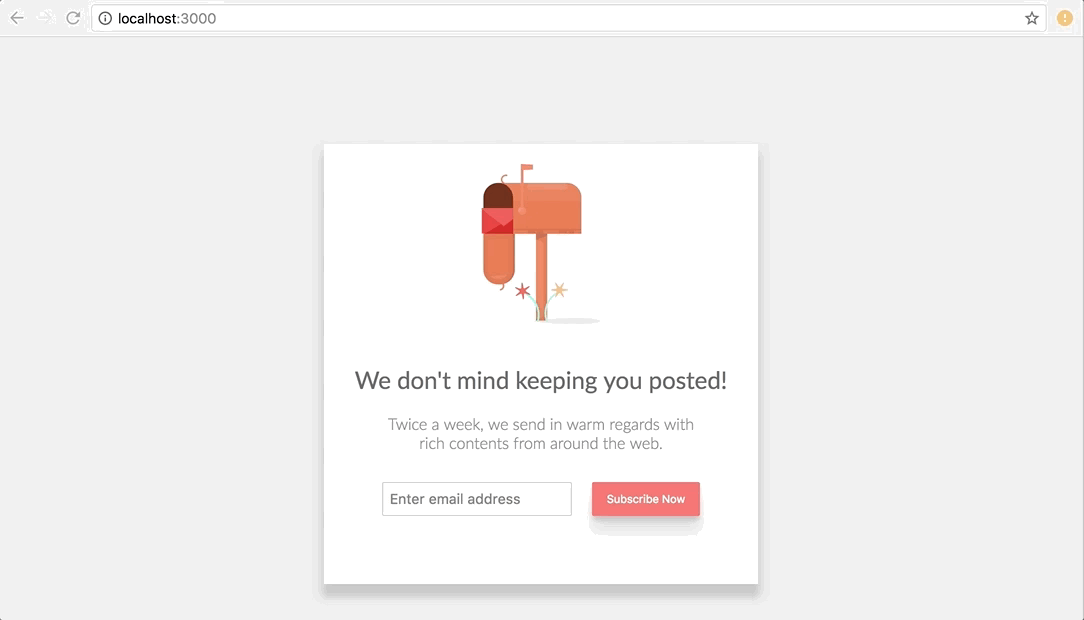 localhost:3000
We don't mind keeping you posted!
Twice a week, we send in warm regards with
rich contents from around the web.
Enter email address
Subscribe Now